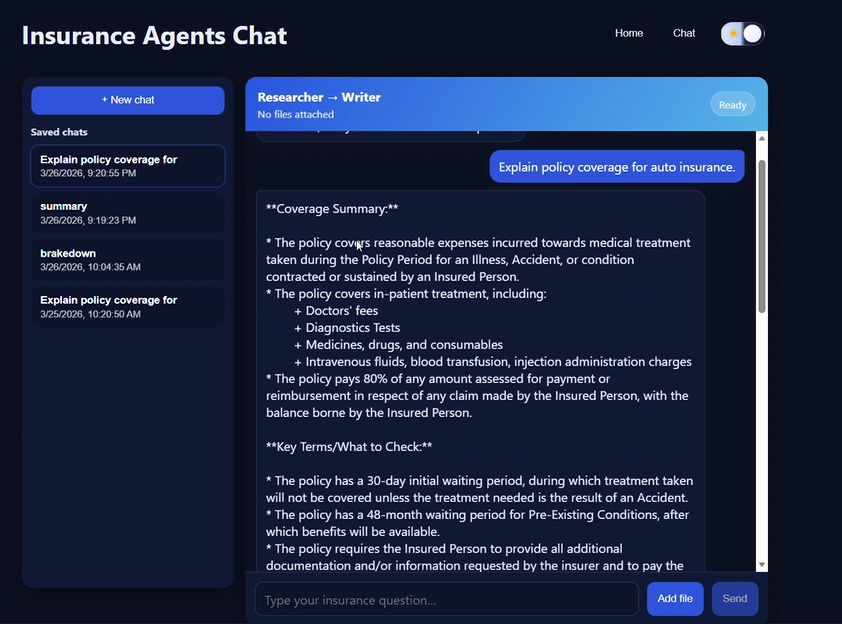 Insurance Agents Chat
Home
Chat
+ New chat
Saved chats
Explain policy coverage for
3/26/2026, 9:20:55 PM
summary
3/26/2026, 9:19:23 PM
brakedown
3/26/2026, 10:04:35 AM
Explain policy coverage for
3/25/2026, 10:20:50 AM
Researcher → Writer
No files attached
Ready
Explain policy coverage for auto insurance.
**Coverage Summary:**
* The policy covers reasonable expenses incurred towards medical treatment
taken during the Policy Period for an Illness, Accident, or condition
contracted or sustained by an Insured Person.
* The policy covers in-patient treatment, including:
+ Doctors' fees
+ Diagnostics Tests
+ Medicines, drugs, and consumables
+ Intravenous fluids, blood transfusion, injection administration charges
* The policy pays 80% of any amount assessed for payment or
reimbursement in respect of any claim made by the Insured Person, with the
balance borne by the Insured Person.
**Key Terms/What to Check:**
* The policy has a 30-day initial waiting period, during which treatment taken
will not be covered unless the treatment needed is the result of an Accident.
* The policy has a 48-month waiting period for Pre-Existing Conditions, after
which benefits will be available.
* The policy requires the Insured Person to provide all additional
documentation and/or information requested by the insurer and to pay the
Type your insurance question...
Add file
Send